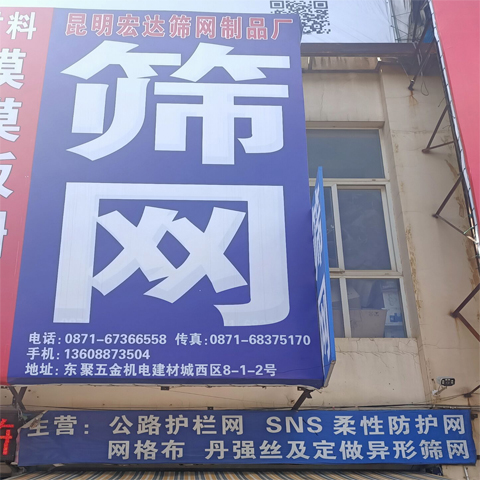 昆明宏达筛网制品厂
筛网
电话:0871-67366558 传真:0871-68375170
手机:13608873504
地址:东聚五金机电建材城西区8-1-2号
主营:公路护栏网 SNS柔性防护网
网格布 丹强丝及定做异形筛网
料
膜
模
板